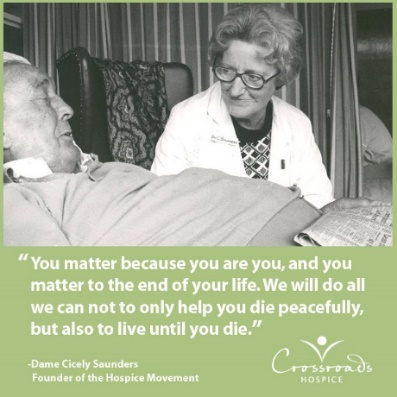 “ You matter because you are you, and you
matter to the end of your life. We will do all
we can not to only help you die peacefully,
but also to live until you die.”
-Dame Cicely Saunders
Founder of the Hospice Movement
Crossroads
HOSPICE